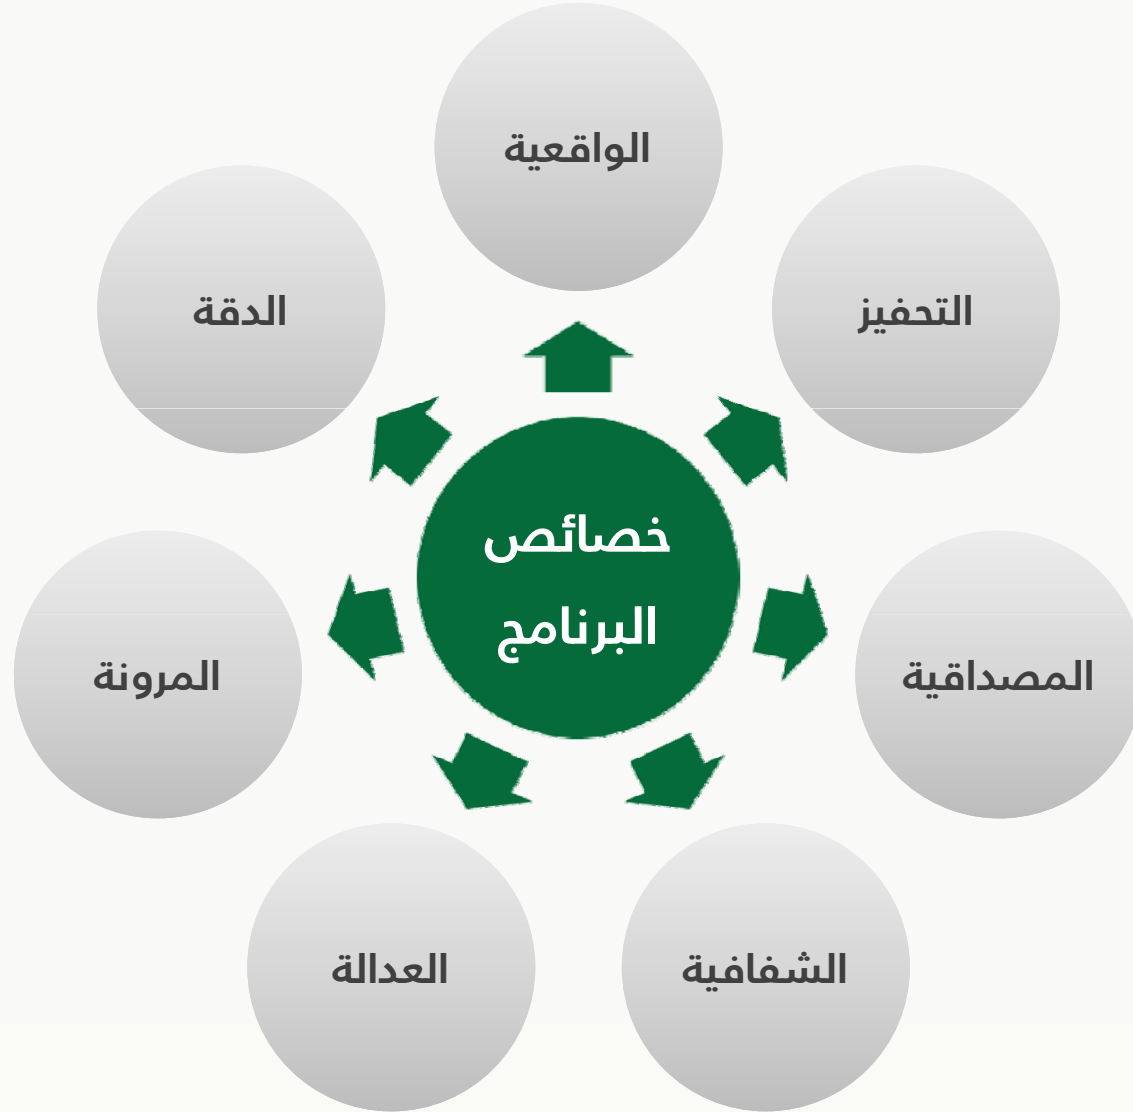 خصائص
البرنامج
الواقعية
التحفيز
المصداقية
الشفافية
العدالة
المرونة
الدقة